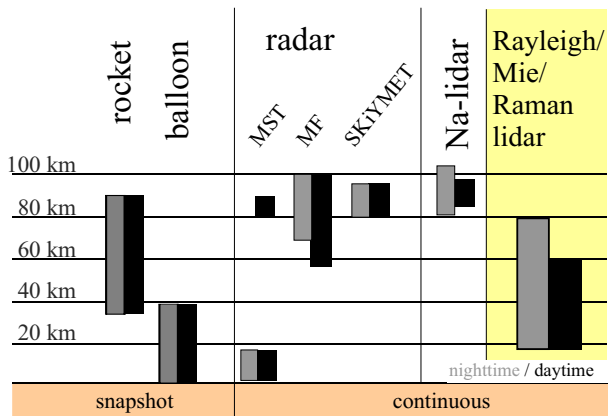 rocket
balloon
radar
MST
MF
SKiYMET
Na-lidar
Rayleigh/
Mie/
Raman
lidar
100 km
80 km
60 km
40 km
20 km
nighttime / daytime
snapshot
continuous